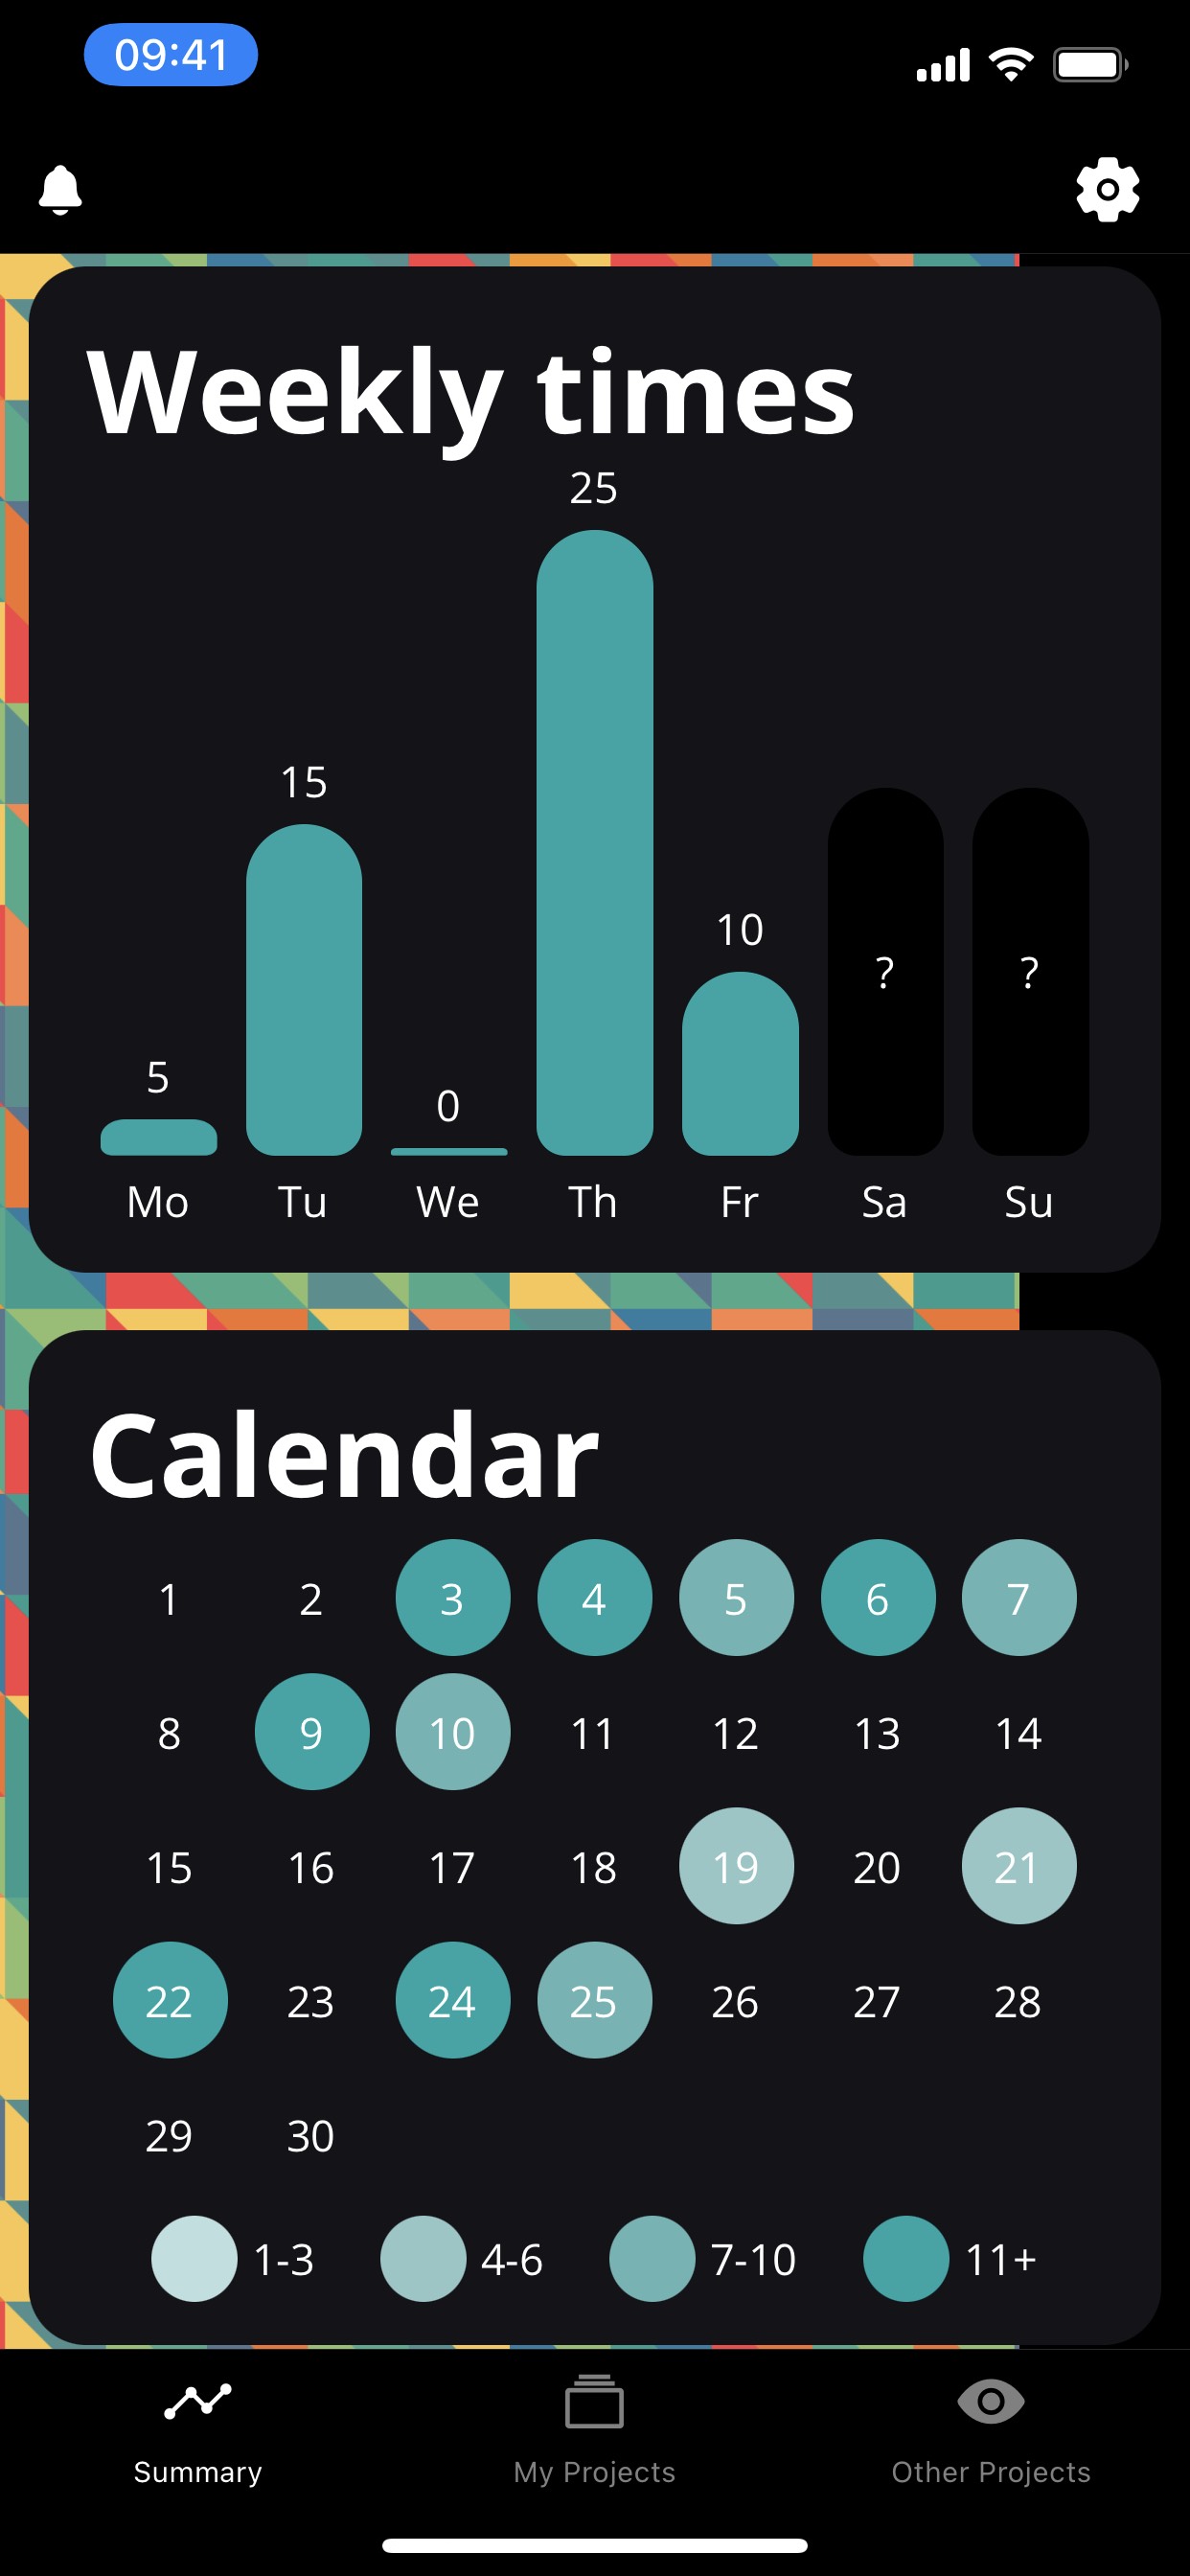 09:41
Weekly times
25
15
10
? ?
5
0
Mo Tu We Th Fr Sa Su
Calendar
1 2 3 4 5 6 7
8 9 10 11 12 13 14
15 16 17 18 19 20 21
22 23 24 25 26 27 28
29 30
1-3 4-6 7-10 11+
Summary My Projects Other Projects